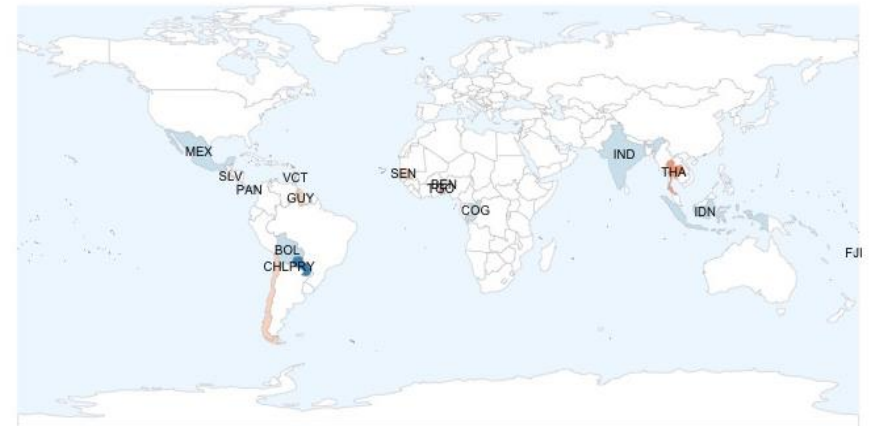 MEX
IND
SLV
VCT
PAN
GUY
SEN
TGO
BEN
COG
THA
IDN
BOL
CHL
PRY
FJI